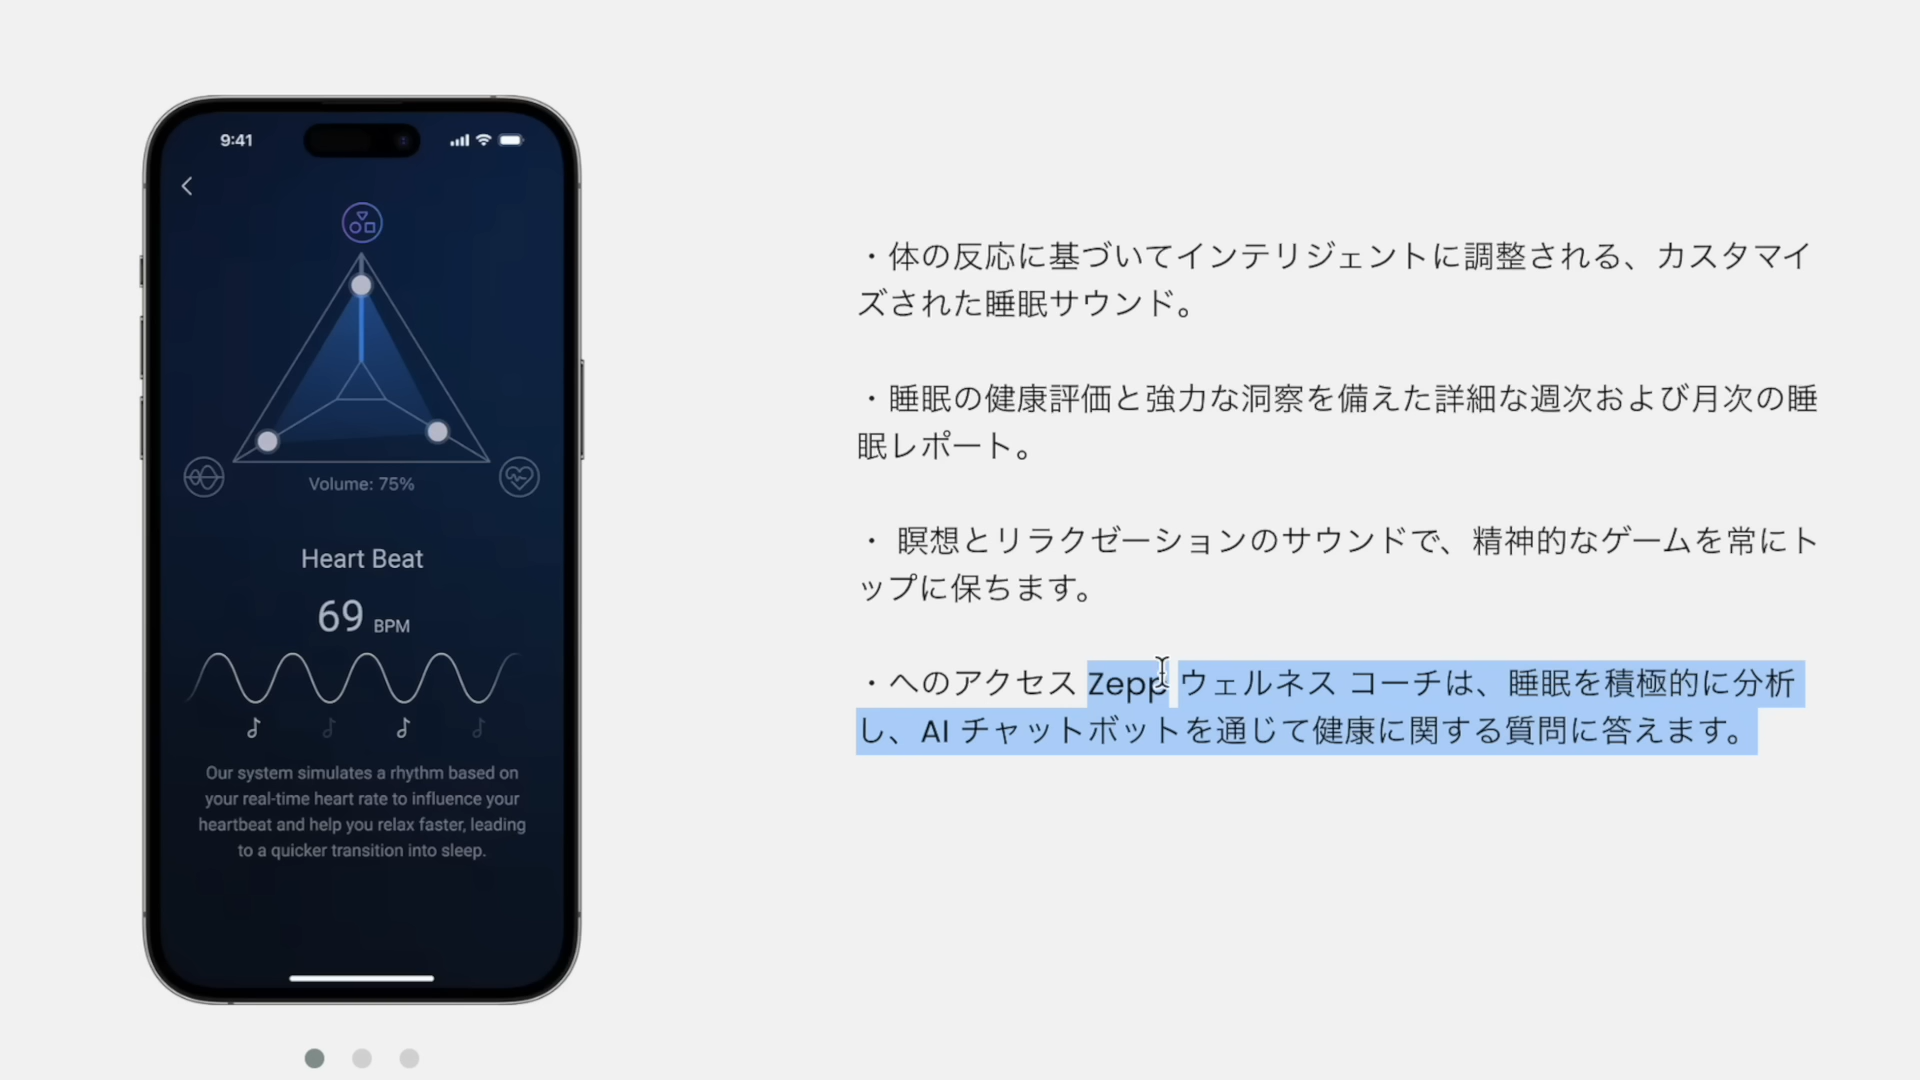 9:41
Volume: 75%
Heart Beat
69 BPM
Our system simulates a rhythm based on
your real-time heart rate to influence your
heartbeat and help you relax faster, leading
to a quicker transition into sleep.
・体の反応に基づいてインテリジェントに調整される、カスタマイ
ズされた睡眠サウンド。
・睡眠の健康評価と強力な洞察を備えた詳細な週次および月次の睡
眠レポート。
・ 瞑想とリラクゼーションのサウンドで、精神的なゲームを常にト
ップに保ちます。
・へのアクセス Zepp ウェルネス コーチは、睡眠を積極的に分析
し、AI チャットボットを通じて健康に関する質問に答えます。